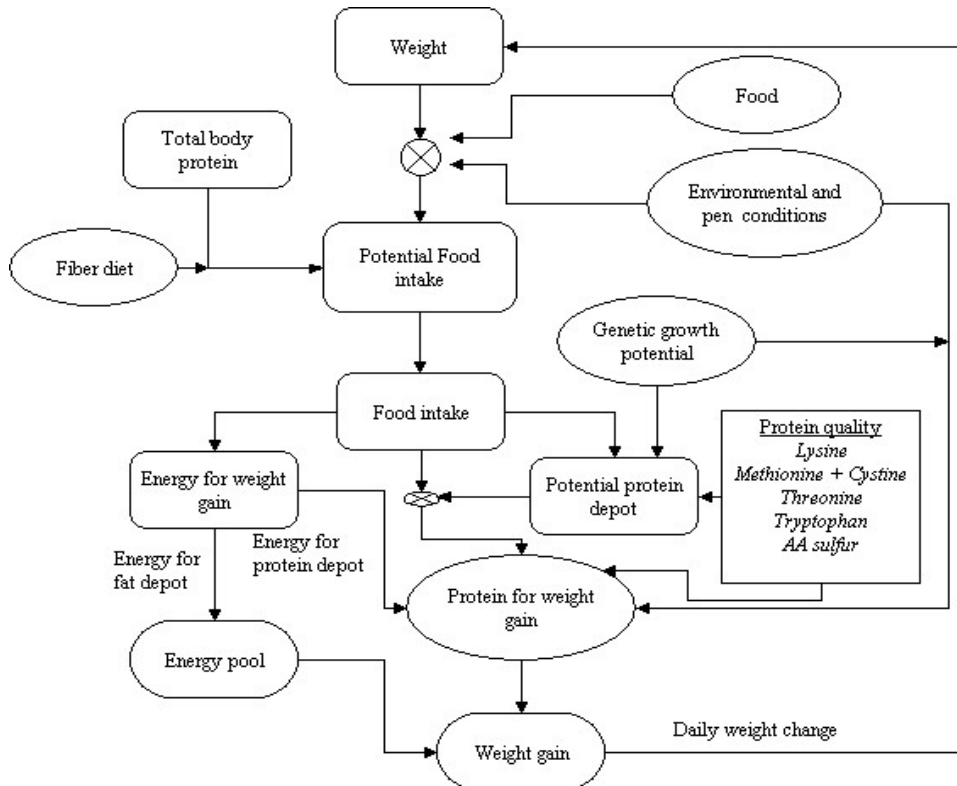 Weight
Food
Total body
protein
Environmental and
pen conditions
Potential Food
intake
Fiber diet
Genetic growth
potential
Food intake
Protein quality
Lysine
Methionine + Cystine
Threonine
Tryptophan
AA sulfur
Energy for weight
gain
Potential protein
depot
Energy for
fat depot
Energy for
protein depot
Protein for weight
gain
Energy pool
Weight gain
Daily weight change